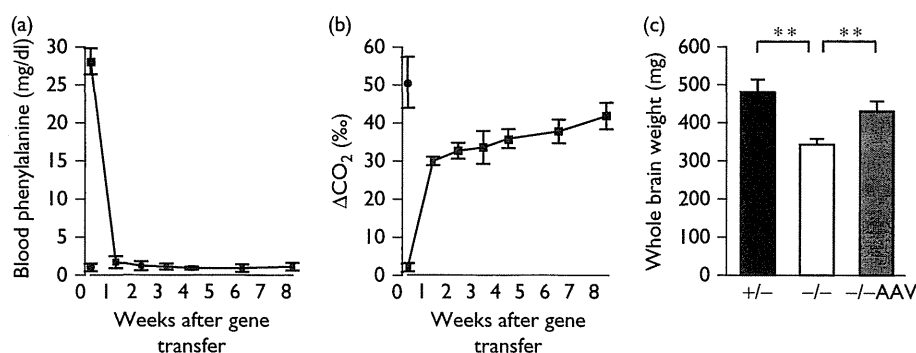 (a)
Blood phenylalanine (mg/dl)
30
25
20
15
10
5
0
0 1 2 3 4 5 6 7 8
Weeks after gene
transfer
(b)
ΔCO₂ (‰)
60
50
40
30
20
10
0
0 1 2 3 4 5 6 7 8
Weeks after gene
transfer
(c)
Whole brain weight (mg)
** **
600
500
400
300
200
100
0
+/– –/– –/–AAV